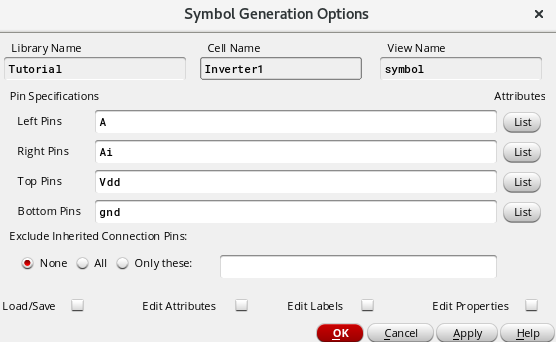 Symbol Generation Options ×
Library Name Cell Name View Name
Tutorial Inverter1 symbol
Pin Specifications Attributes
Left Pins A List
Right Pins Ai List
Top Pins Vdd List
Bottom Pins gnd List
Exclude Inherited Connection Pins:
None All Only these:
Load/Save Edit Attributes Edit Labels Edit Properties
OK Cancel Apply Help